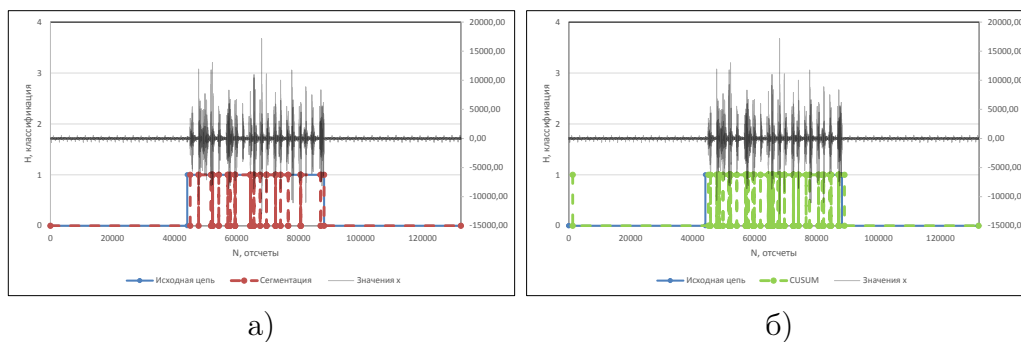 4
3
2
1
0
Н, классификация
20000,00
15000,00
10000,00
5000,00
0,00
-5000,00
-10000,00
-15000,00
0 20000 40000 60000 80000 100000 120000
N, отсчеты
Исходная цепь Сегментация Значения x
а)
4
3
2
1
0
Н, классификация
20000,00
15000,00
10000,00
5000,00
0,00
-5000,00
-10000,00
-15000,00
0 20000 40000 60000 80000 100000 120000
N, отсчеты
Исходная цепь CUSUM Значения x
б)